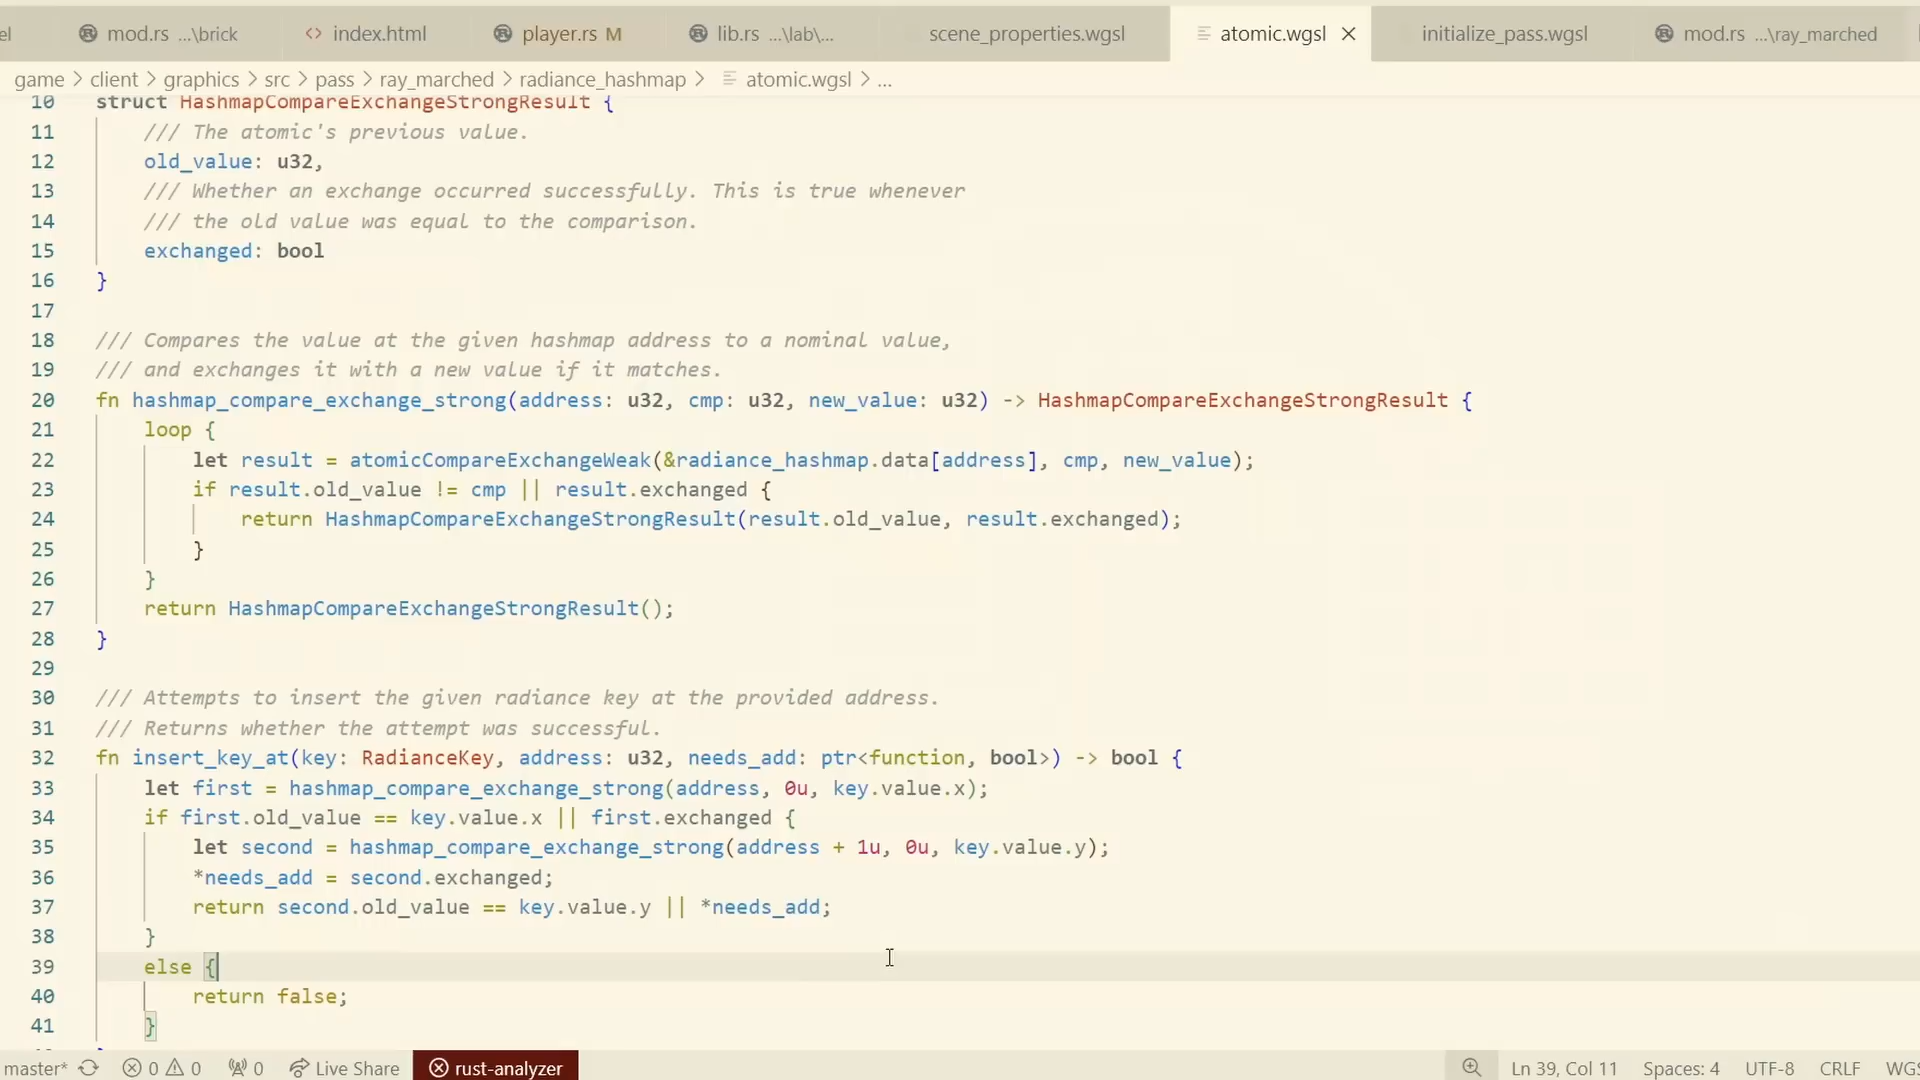 el mod.rs ...\brick index.html player.rs M lib.rs ...\lab\... scene_properties.wgsl atomic.wgsl initialize_pass.wgsl mod.rs ...\ray_marched
game > client > graphics > src > pass > ray_marched > radiance_hashmap > atomic.wgsl > ...
10 struct HashmapCompareExchangeStrongResult {
11 /// The atomic's previous value.
12 old_value: u32,
13 /// Whether an exchange occurred successfully. This is true whenever
14 /// the old value was equal to the comparison.
15 exchanged: bool
16 }
17
18 /// Compares the value at the given hashmap address to a nominal value,
19 /// and exchanges it with a new value if it matches.
20 fn hashmap_compare_exchange_strong(address: u32, cmp: u32, new_value: u32) -> HashmapCompareExchangeStrongResult {
21 loop {
22 let result = atomicCompareExchangeWeak(&radiance_hashmap.data[address], cmp, new_value);
23 if result.old_value != cmp || result.exchanged {
24 return HashmapCompareExchangeStrongResult(result.old_value, result.exchanged);
25 }
26 }
27 return HashmapCompareExchangeStrongResult();
28 }
29
30 /// Attempts to insert the given radiance key at the provided address.
31 /// Returns whether the attempt was successful.
32 fn insert_key_at(key: RadianceKey, address: u32, needs_add: ptr<function, bool>) -> bool {
33 let first = hashmap_compare_exchange_strong(address, 0u, key.value.x);
34 if first.old_value == key.value.x || first.exchanged {
35 let second = hashmap_compare_exchange_strong(address + 1u, 0u, key.value.y);
36 *needs_add = second.exchanged;
37 return second.old_value == key.value.y || *needs_add;
38 }
39 else {
40 return false;
41 }
master* 0 0 0 Live Share rust-analyzer Ln 39, Col 11 Spaces: 4 UTF-8 CRLF WGS